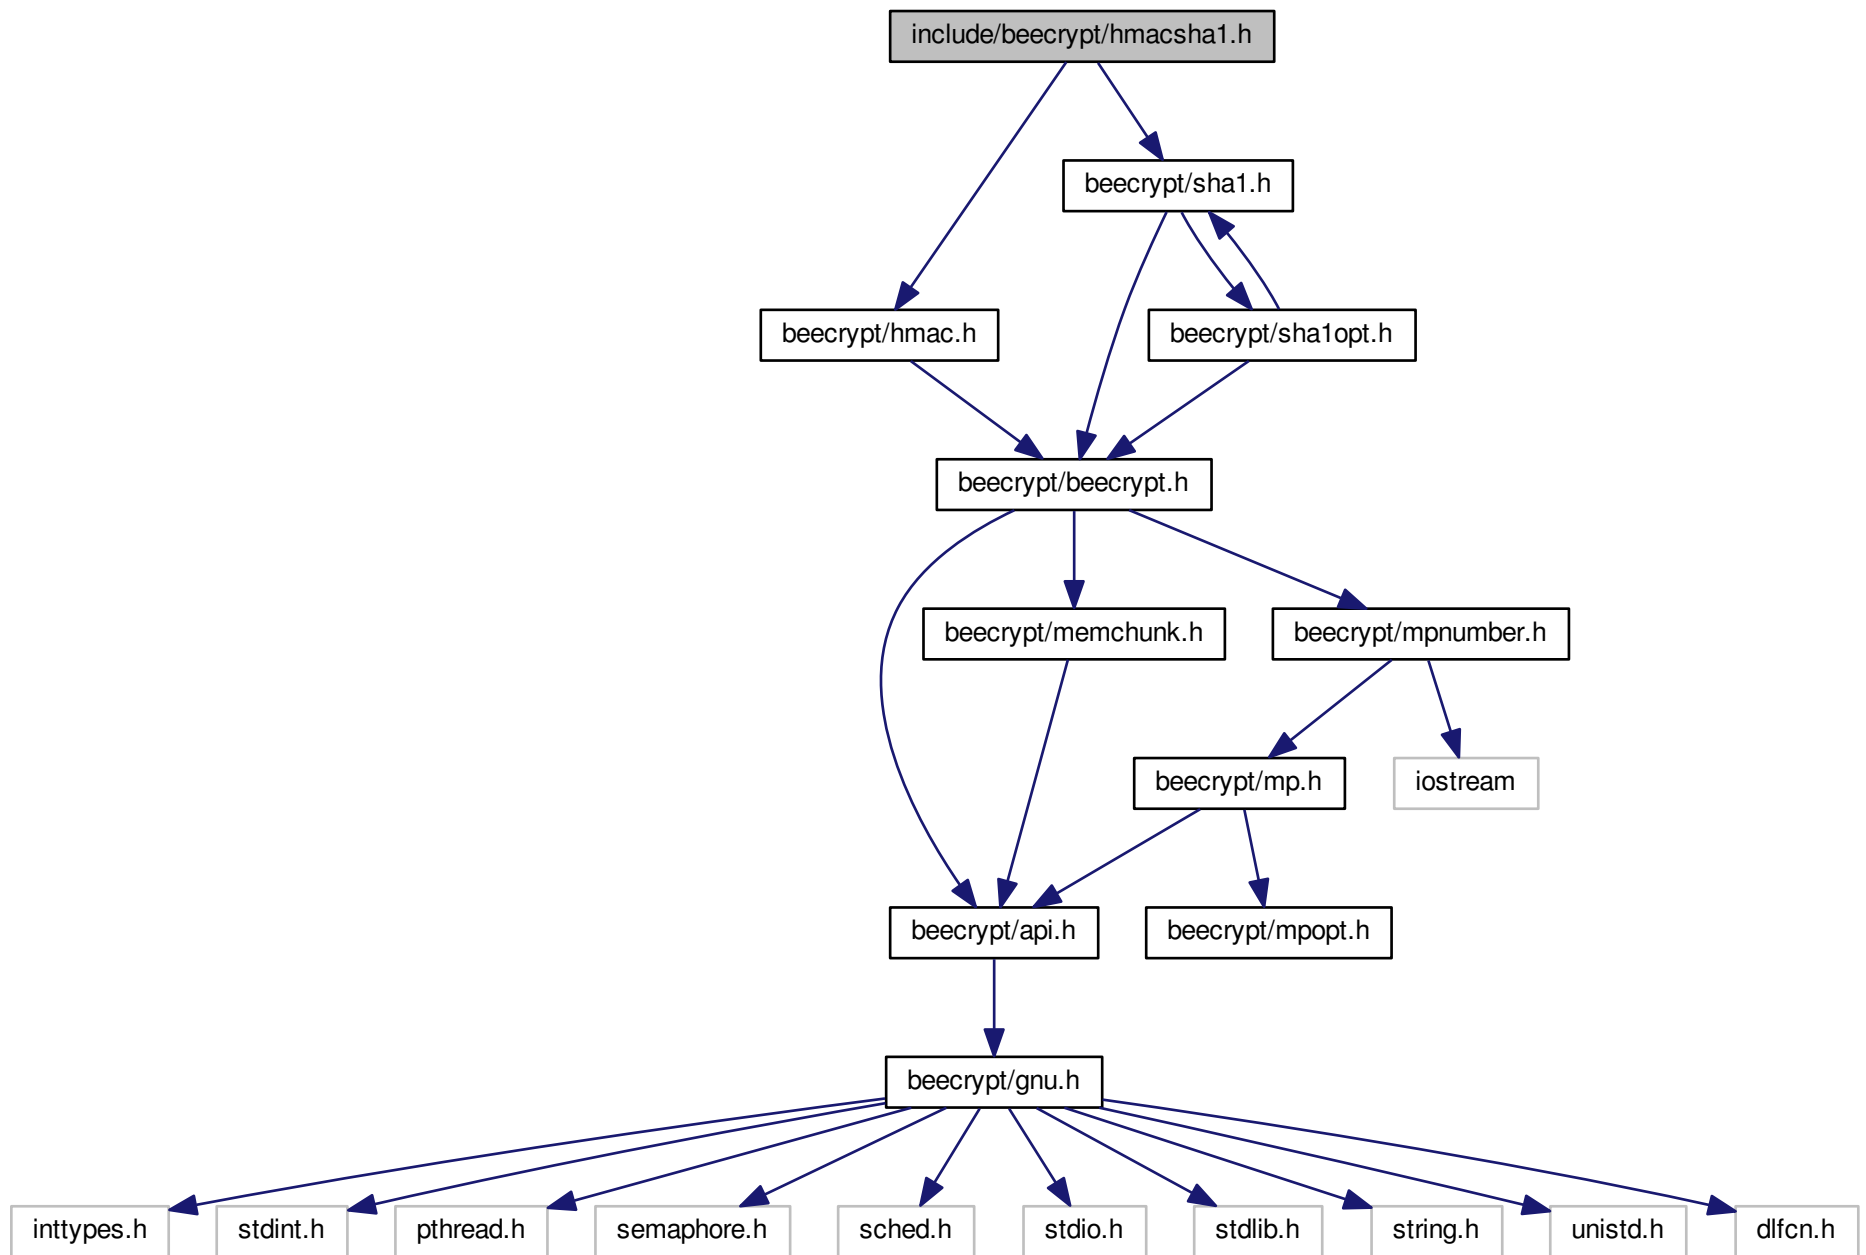 include/beecrypt/hmacsha1.h
beecrypt/sha1.h
beecrypt/hmac.h
beecrypt/sha1opt.h
beecrypt/beecrypt.h
beecrypt/memchunk.h
beecrypt/mpnumber.h
beecrypt/mp.h
iostream
beecrypt/api.h
beecrypt/mpopt.h
beecrypt/gnu.h
inttypes.h
stdint.h
pthread.h
semaphore.h
sched.h
stdio.h
stdlib.h
string.h
unistd.h
dlfcn.h